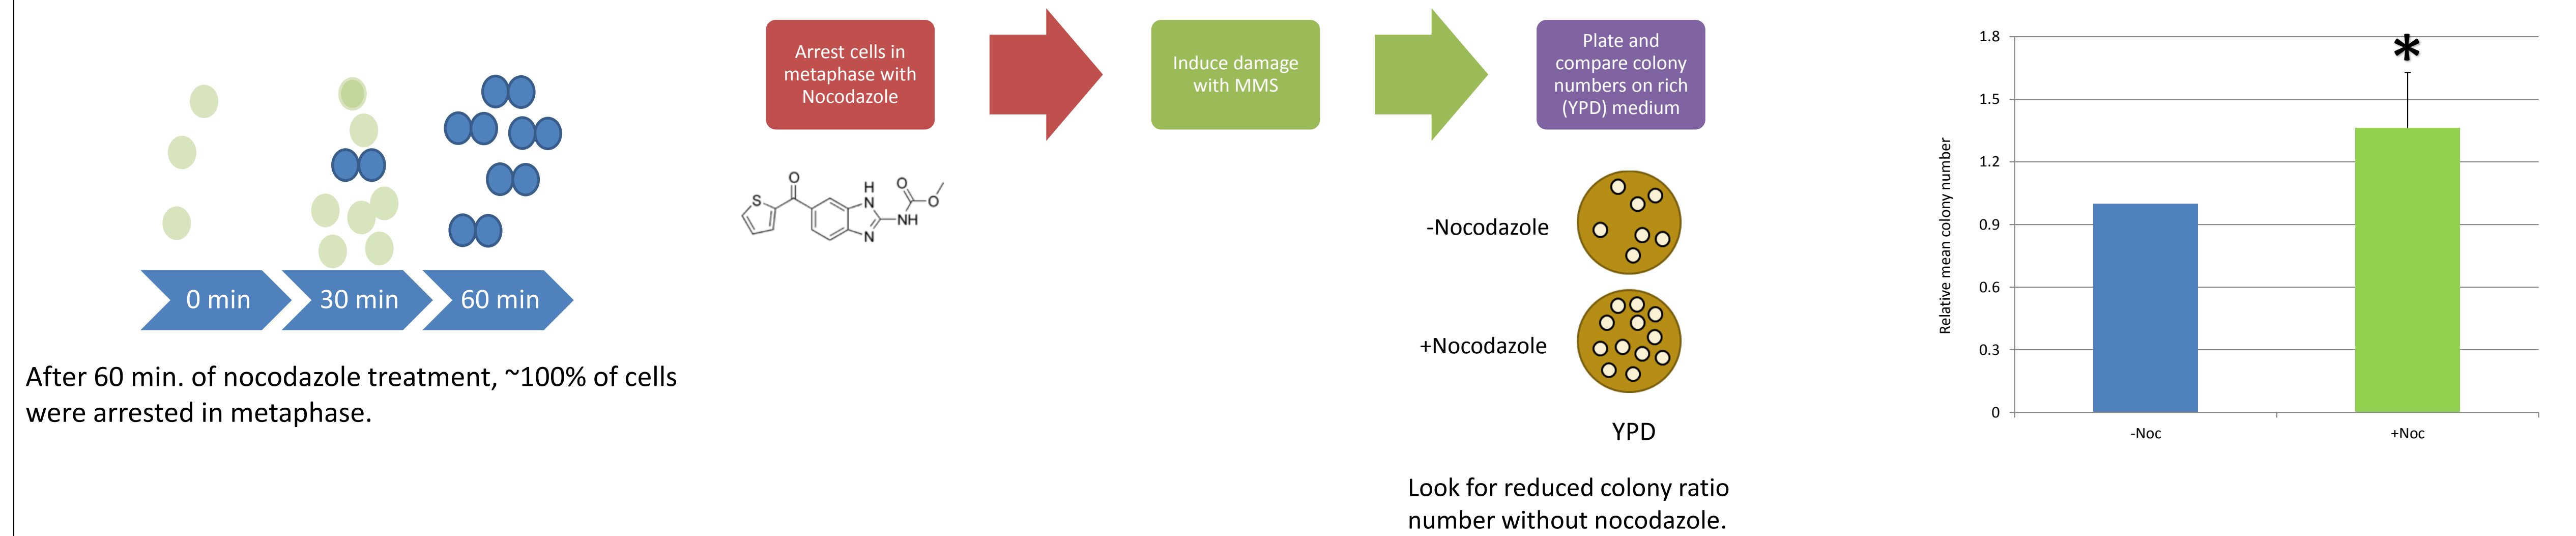 0 min
30 min
60 min
After 60 min. of nocodazole treatment, ~100% of cells
were arrested in metaphase.
Arrest cells in
metaphase with
Nocodazole
Induce damage
with MMS
Plate and
compare colony
numbers on rich
(YPD) medium
S
O
H
N
N
NH
O
O
-Nocodazole
+Nocodazole
YPD
Look for reduced colony ratio
number without nocodazole.
Relative mean colony number
1.8
1.5
1.2
0.9
0.6
0.3
0
*
-Noc
+Noc